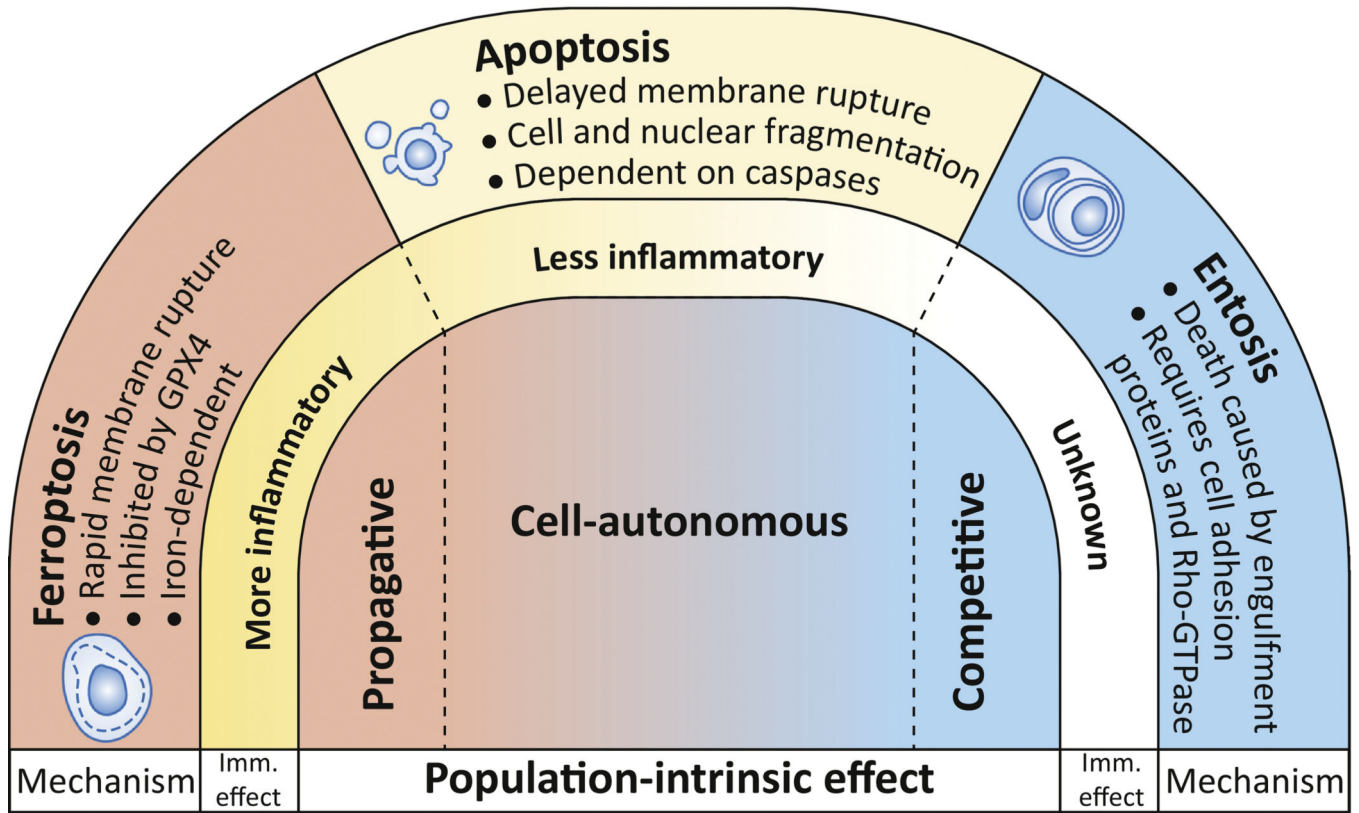 Apoptosis
• Delayed membrane rupture
• Cell and nuclear fragmentation
• Dependent on caspases
Less inflammatory
Ferroptosis
• Rapid membrane rupture
• Inhibited by GPX4
• Iron-dependent
More inflammatory
Propagative
Cell-autonomous
Competitive
Unknown
Entosis
• Death caused by engulfment
• Requires cell adhesion
proteins and Rho-GTPase
Mechanism
Imm.
effect
Population-intrinsic effect
Imm.
effect
Mechanism